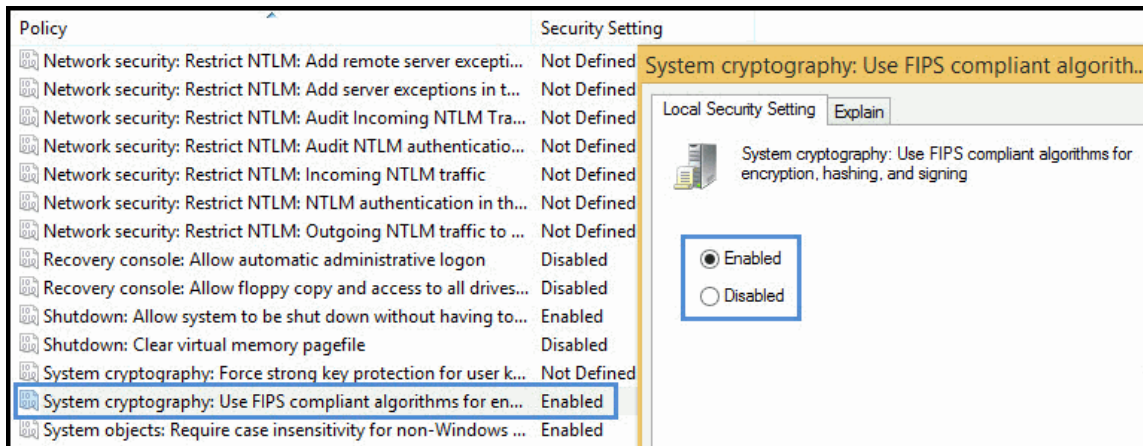 Policy Security Setting
Network security: Restrict NTLM: Add remote server excepti... Not Defined
Network security: Restrict NTLM: Add server exceptions in t... Not Defined
Network security: Restrict NTLM: Audit Incoming NTLM Tra... Not Defined
Network security: Restrict NTLM: Audit NTLM authenticatio... Not Defined
Network security: Restrict NTLM: Incoming NTLM traffic Not Defined
Network security: Restrict NTLM: NTLM authentication in th... Not Defined
Network security: Restrict NTLM: Outgoing NTLM traffic to ... Not Defined
Recovery console: Allow automatic administrative logon Disabled
Recovery console: Allow floppy copy and access to all drives... Disabled
Shutdown: Allow system to be shut down without having to... Enabled
Shutdown: Clear virtual memory pagefile Disabled
System cryptography: Force strong key protection for user k... Not Defined
System cryptography: Use FIPS compliant algorithms for en... Enabled
System objects: Require case insensitivity for non-Windows ... Enabled
System cryptography: Use FIPS compliant algorith...
Local Security Setting Explain
System cryptography: Use FIPS compliant algorithms for
encryption, hashing, and signing
Enabled
Disabled